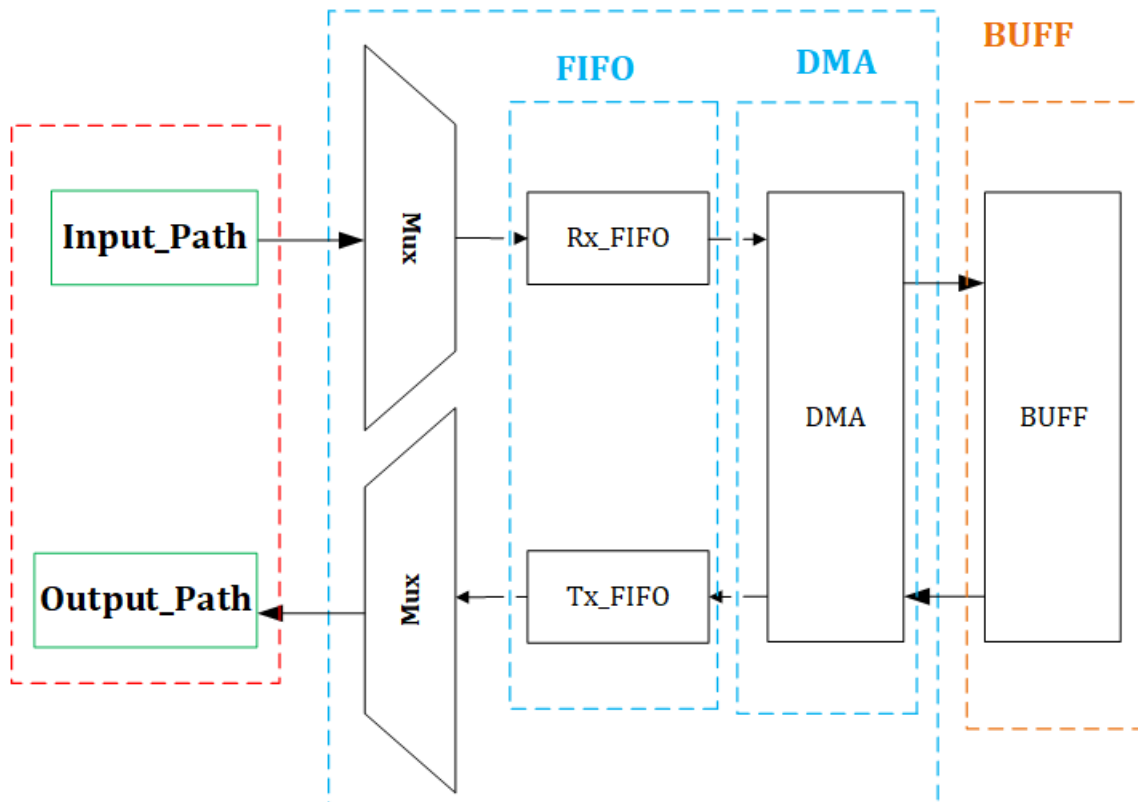 BUFF
FIFO
DMA
Input_Path
Mux
Rx_FIFO
DMA
BUFF
Output_Path
Mux
Tx_FIFO